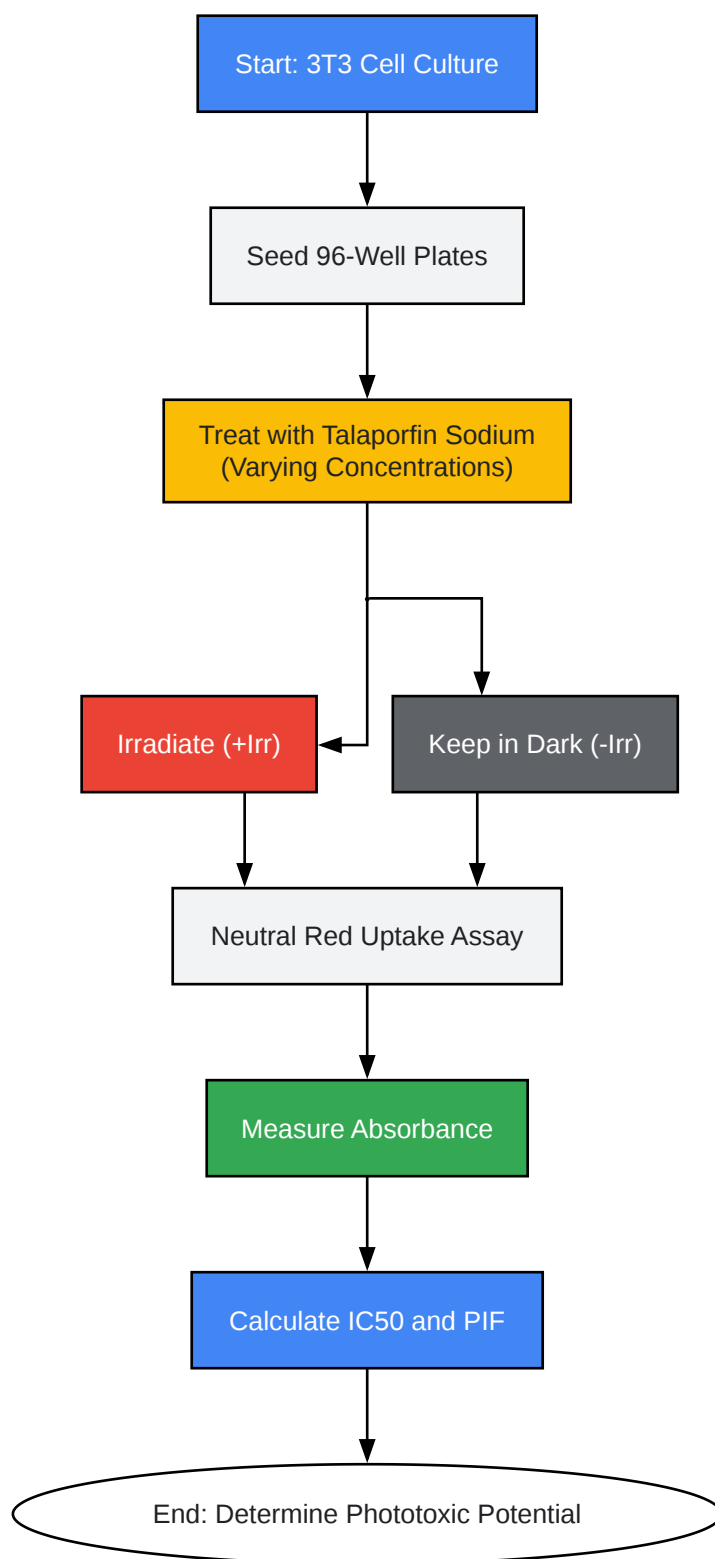 Start: 3T3 Cell Culture
Seed 96-Well Plates
Treat with Talaporfin Sodium
(Varying Concentrations)
Irradiate (+Irr)
Keep in Dark (-Irr)
Neutral Red Uptake Assay
Measure Absorbance
Calculate IC50 and PIF
End: Determine Phototoxic Potential